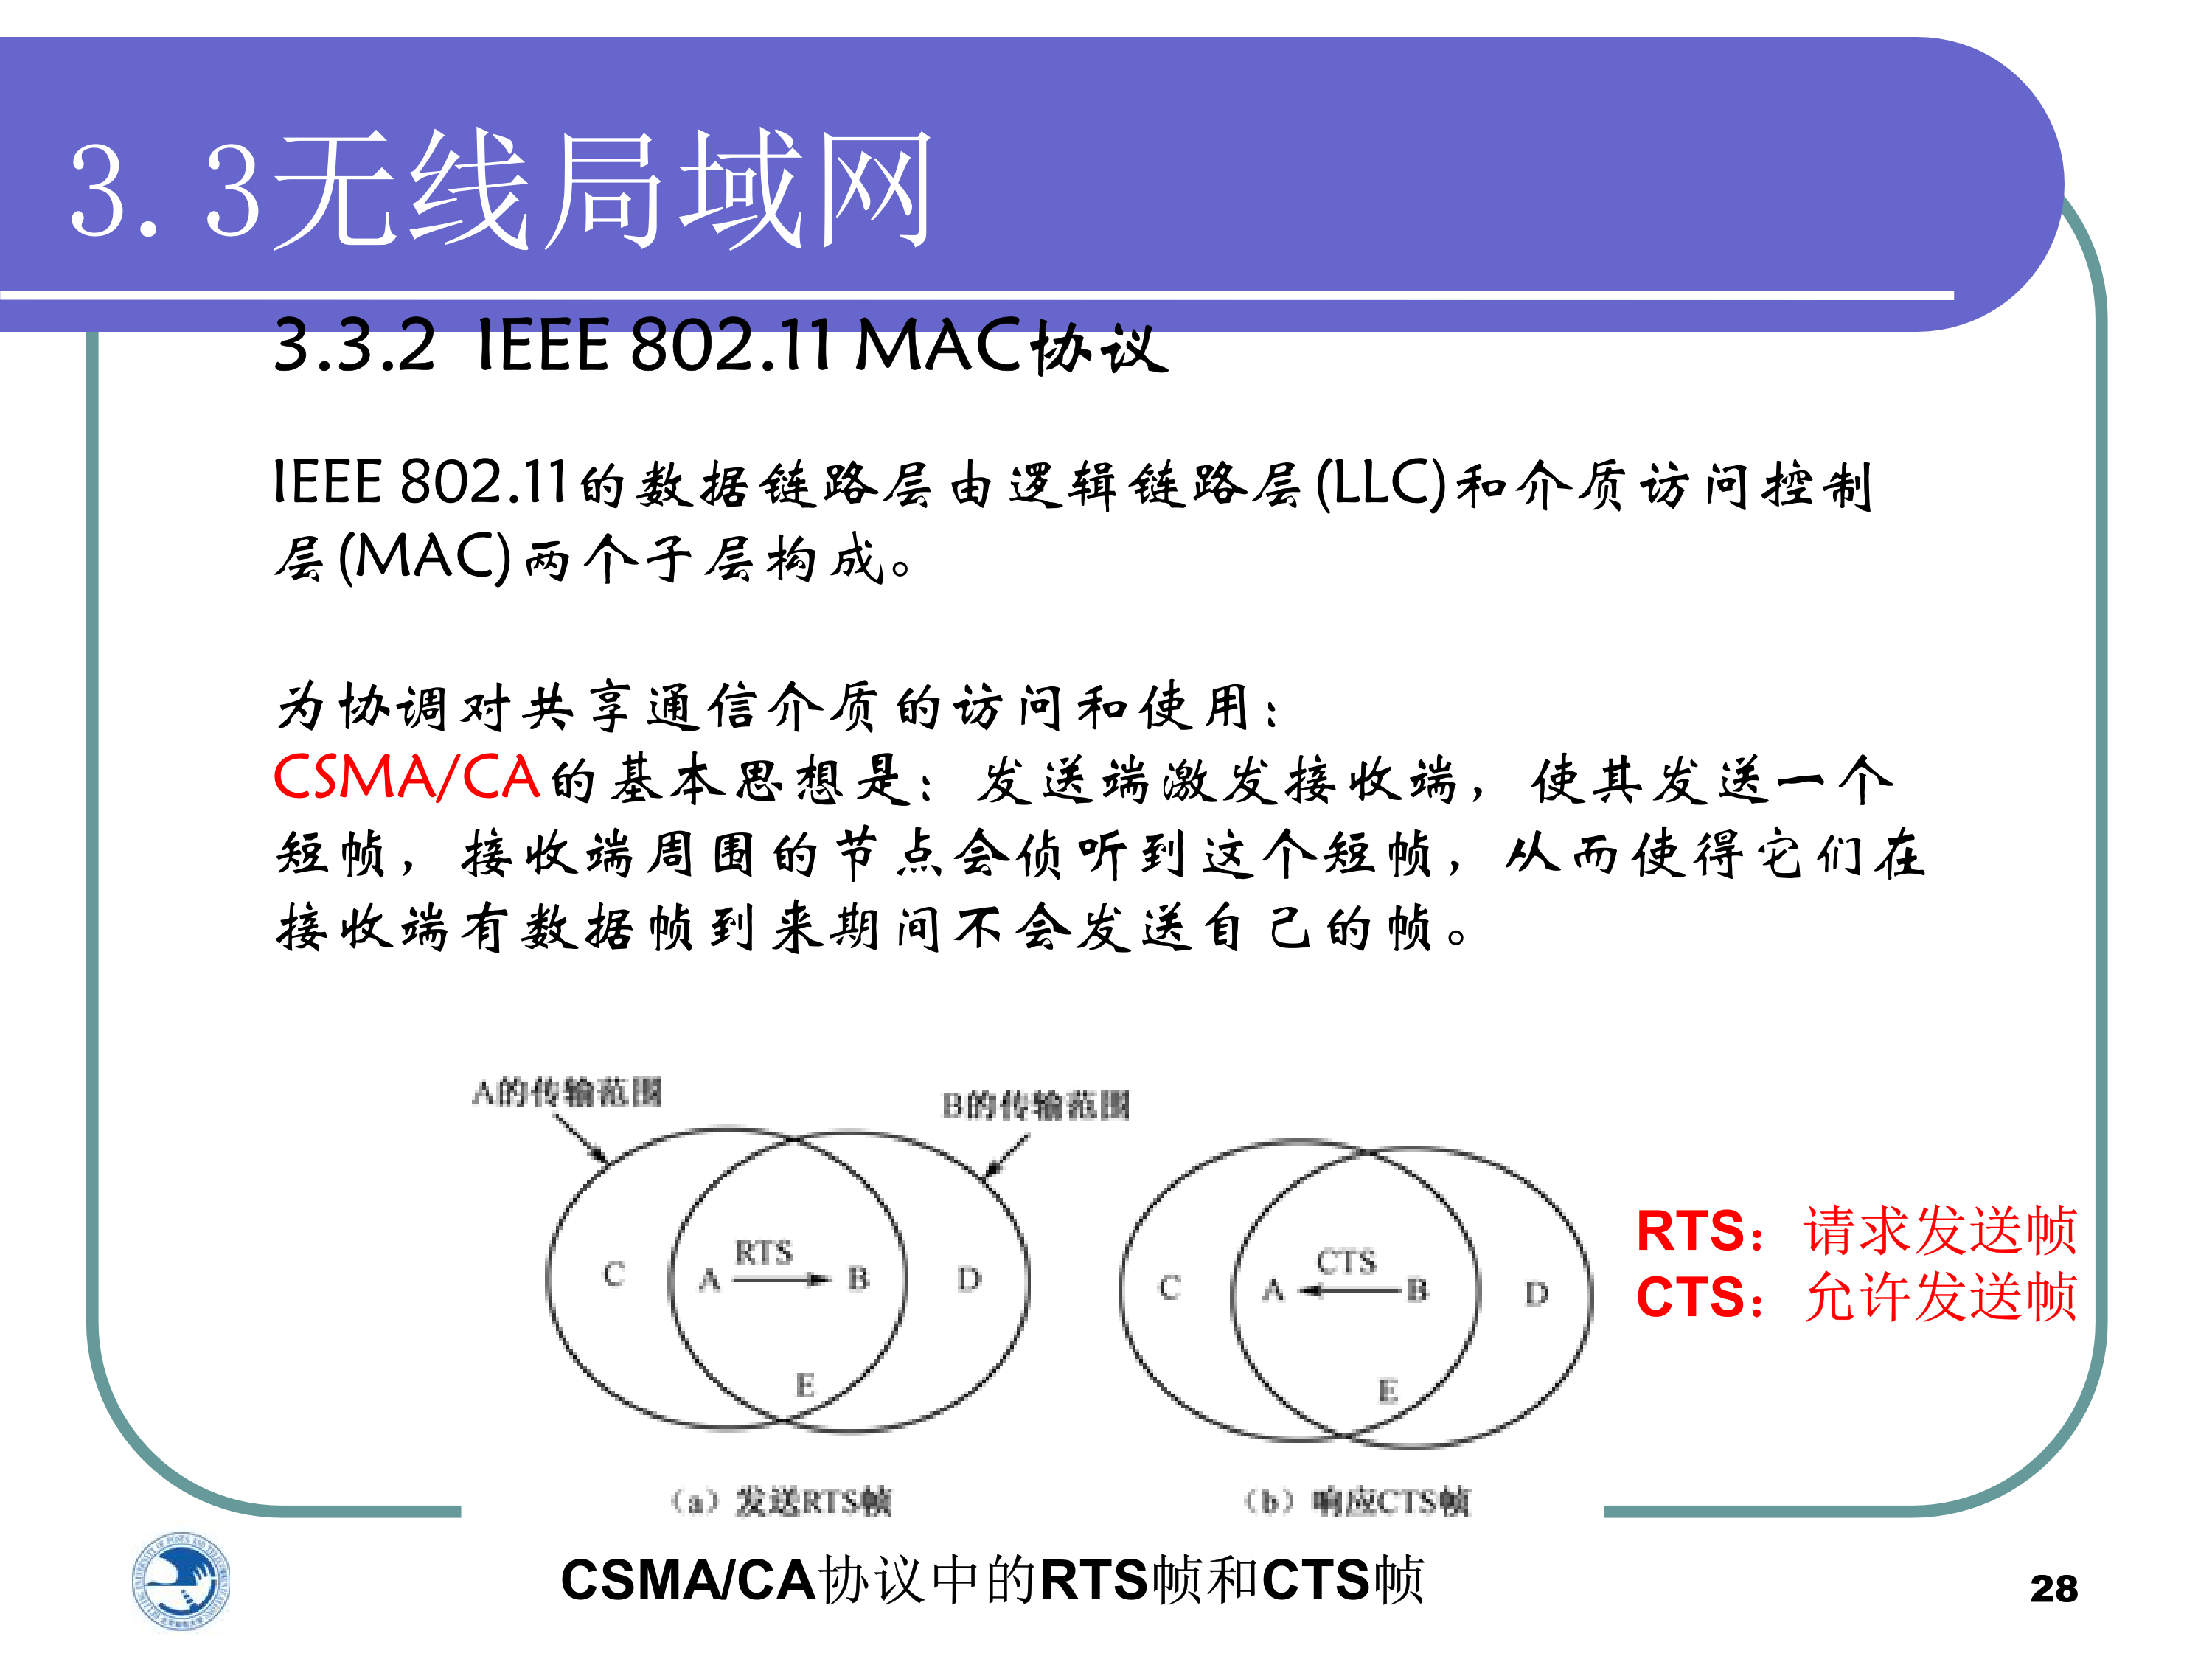 3.3无线局域网
3.3.2 IEEE 802.11 MAC协议
IEEE 802.11的数据链路层由逻辑链路层(LLC)和介质访问控制
层(MAC)两个子层构成。
为协调对共享通信介质的访问和使用：
CSMA/CA的基本思想是：发送端激发接收端，使其发送一个
短帧，接收端周围的节点会侦听到这个短帧，从而使得它们在
接收端有数据帧到来期间不会发送自己的帧。
A的传输范围
B的传输范围
C A RTS B D
E
C A CTS B D
E
RTS：请求发送帧
CTS：允许发送帧
（a）发送RTS帧
（b）响应CTS帧
CSMA/CA协议中的RTS帧和CTS帧
28